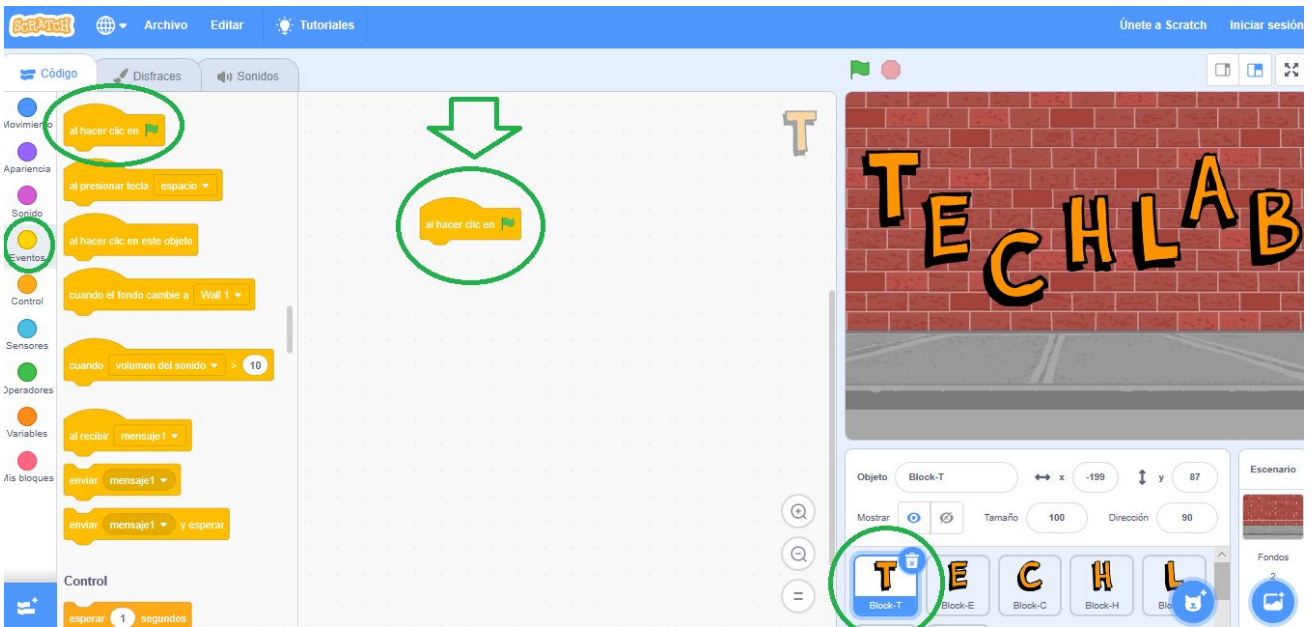 SCRATCH
Archivo
Editar
Tutoriales
Únete a Scratch
Iniciar sesión
Código
Disfraces
Sonidos
Movimiento
Apariencia
Sonido
Eventos
Control
Sensores
Operadores
Variables
Mis bloques
al hacer clic en
al presionar tecla espacio
al hacer clic en este objeto
cuando el fondo cambie a Wall 1
cuando volumen del sonido > 10
al recibir mensaje1
enviar mensaje1
enviar mensaje1 y esperar
Control
esperar 1 segundos
al hacer clic en
T
TECHLAB
Objeto Block-T x -199 y 87
Mostrar Tamaño 100 Dirección 90
T E C H L
Block-T Block-E Block-C Block-H
Escenario
Fondos
2